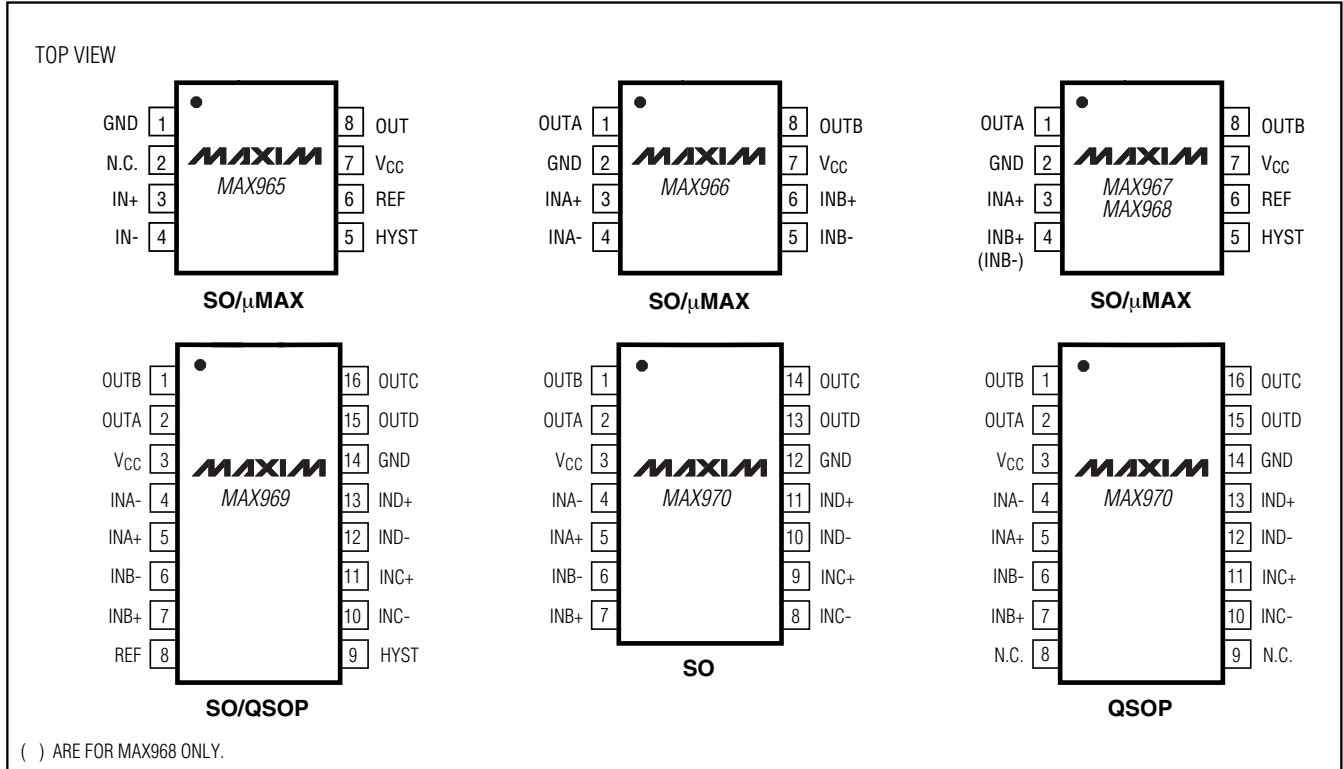 TOP VIEW
GND 1 MAXIM 8 OUT
N.C. 2 MAX965 7 VCC
IN+ 3 6 REF
IN- 4 5 HYST
SO/µMAX
OUTA 1 MAXIM 8 OUTB
GND 2 MAX966 7 VCC
INA+ 3 6 INB+
INA- 4 5 INB-
SO/µMAX
OUTA 1 MAXIM 8 OUTB
GND 2 MAX967 7 VCC
INA+ 3 MAX968 6 REF
INB+ 4 5 HYST
(INB-)
SO/µMAX
OUTB 1 16 OUTC
OUTA 2 15 OUTD
VCC 3 MAXIM 14 GND
INA- 4 MAX969 13 IND+
INA+ 5 12 IND-
INB- 6 11 INC+
INB+ 7 10 INC-
REF 8 9 HYST
SO/QSOP
OUTB 1 14 OUTC
OUTA 2 13 OUTD
VCC 3 MAXIM 12 GND
INA- 4 MAX970 11 IND+
INA+ 5 10 IND-
INB- 6 9 INC+
INB+ 7 8 INC-
SO
OUTB 1 16 OUTC
OUTA 2 15 OUTD
VCC 3 MAXIM 14 GND
INA- 4 MAX970 13 IND+
INA+ 5 12 IND-
INB- 6 11 INC+
INB+ 7 10 INC-
N.C. 8 9 N.C.
QSOP
( ) ARE FOR MAX968 ONLY.